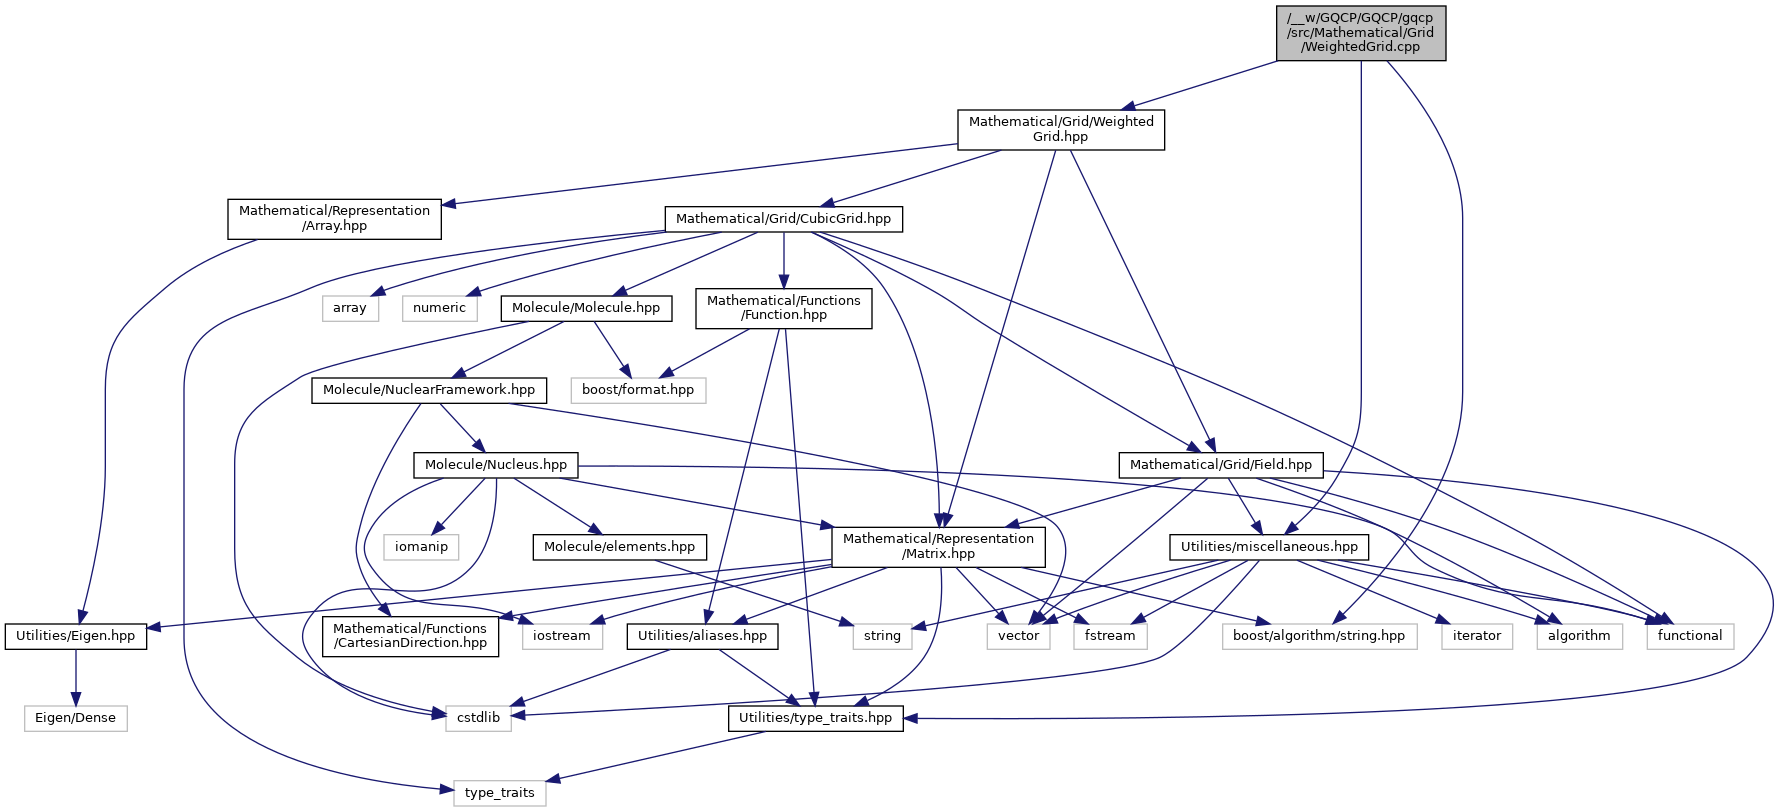 /__w/GQCP/GQCP/gqcp
/src/Mathematical/Grid
/WeightedGrid.cpp
Mathematical/Grid/Weighted
Grid.hpp
Mathematical/Representation
/Array.hpp
Mathematical/Grid/CubicGrid.hpp
array
numeric
Molecule/Molecule.hpp
Mathematical/Functions
/Function.hpp
Molecule/NuclearFramework.hpp
boost/format.hpp
Molecule/Nucleus.hpp
Mathematical/Grid/Field.hpp
iomanip
Molecule/elements.hpp
Mathematical/Representation
/Matrix.hpp
Utilities/miscellaneous.hpp
Utilities/Eigen.hpp
Mathematical/Functions
/CartesianDirection.hpp
iostream
Utilities/aliases.hpp
string
vector
fstream
boost/algorithm/string.hpp
iterator
algorithm
functional
Eigen/Dense
cstdlib
Utilities/type_traits.hpp
type_traits